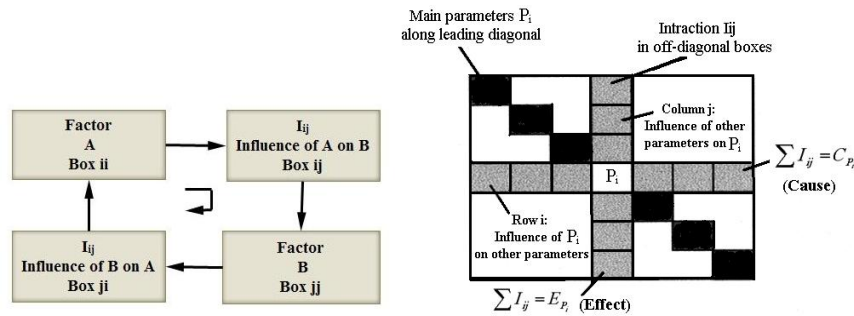 Factor
A
Box ii
Iij
Influence of A on B
Box ij
Iij
Influence of B on A
Box ji
Factor
B
Box jj
Main parameters Pi
along leading diagonal
Intraction Iij
in off-diagonal boxes
Column j:
Influence of other
parameters on Pi
Pi
∑ Iij = CPi
(Cause)
Row i:
Influence of Pi
on other parameters
∑ Iij = EPi (Effect)